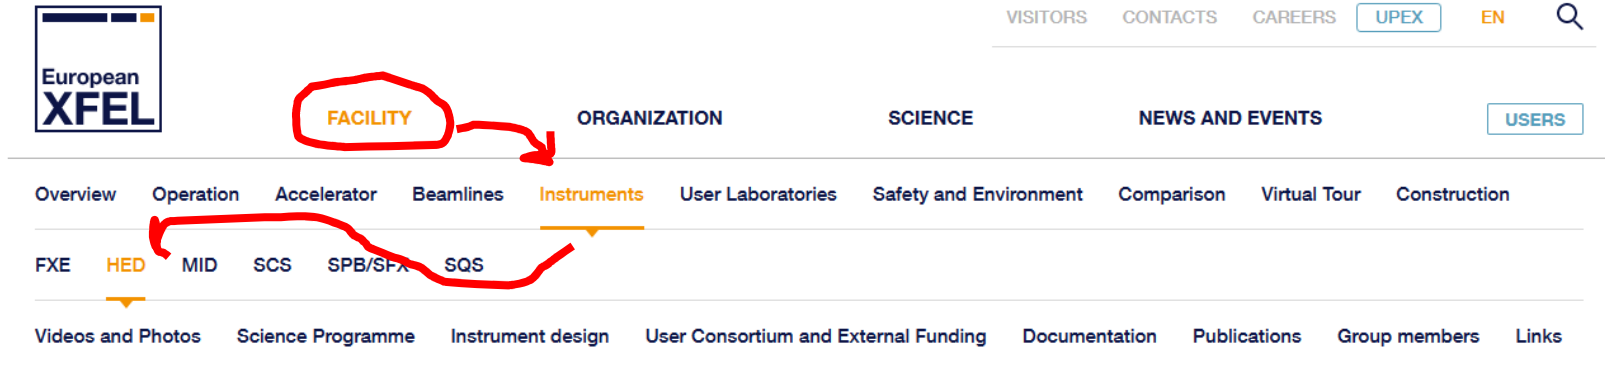 VISITORS CONTACTS CAREERS UPEX EN
European
XFEL
FACILITY ORGANIZATION SCIENCE NEWS AND EVENTS USERS
Overview Operation Accelerator Beamlines Instruments User Laboratories Safety and Environment Comparison Virtual Tour Construction
FXE HED MID SCS SPB/SFX SQS
Videos and Photos Science Programme Instrument design User Consortium and External Funding Documentation Publications Group members Links